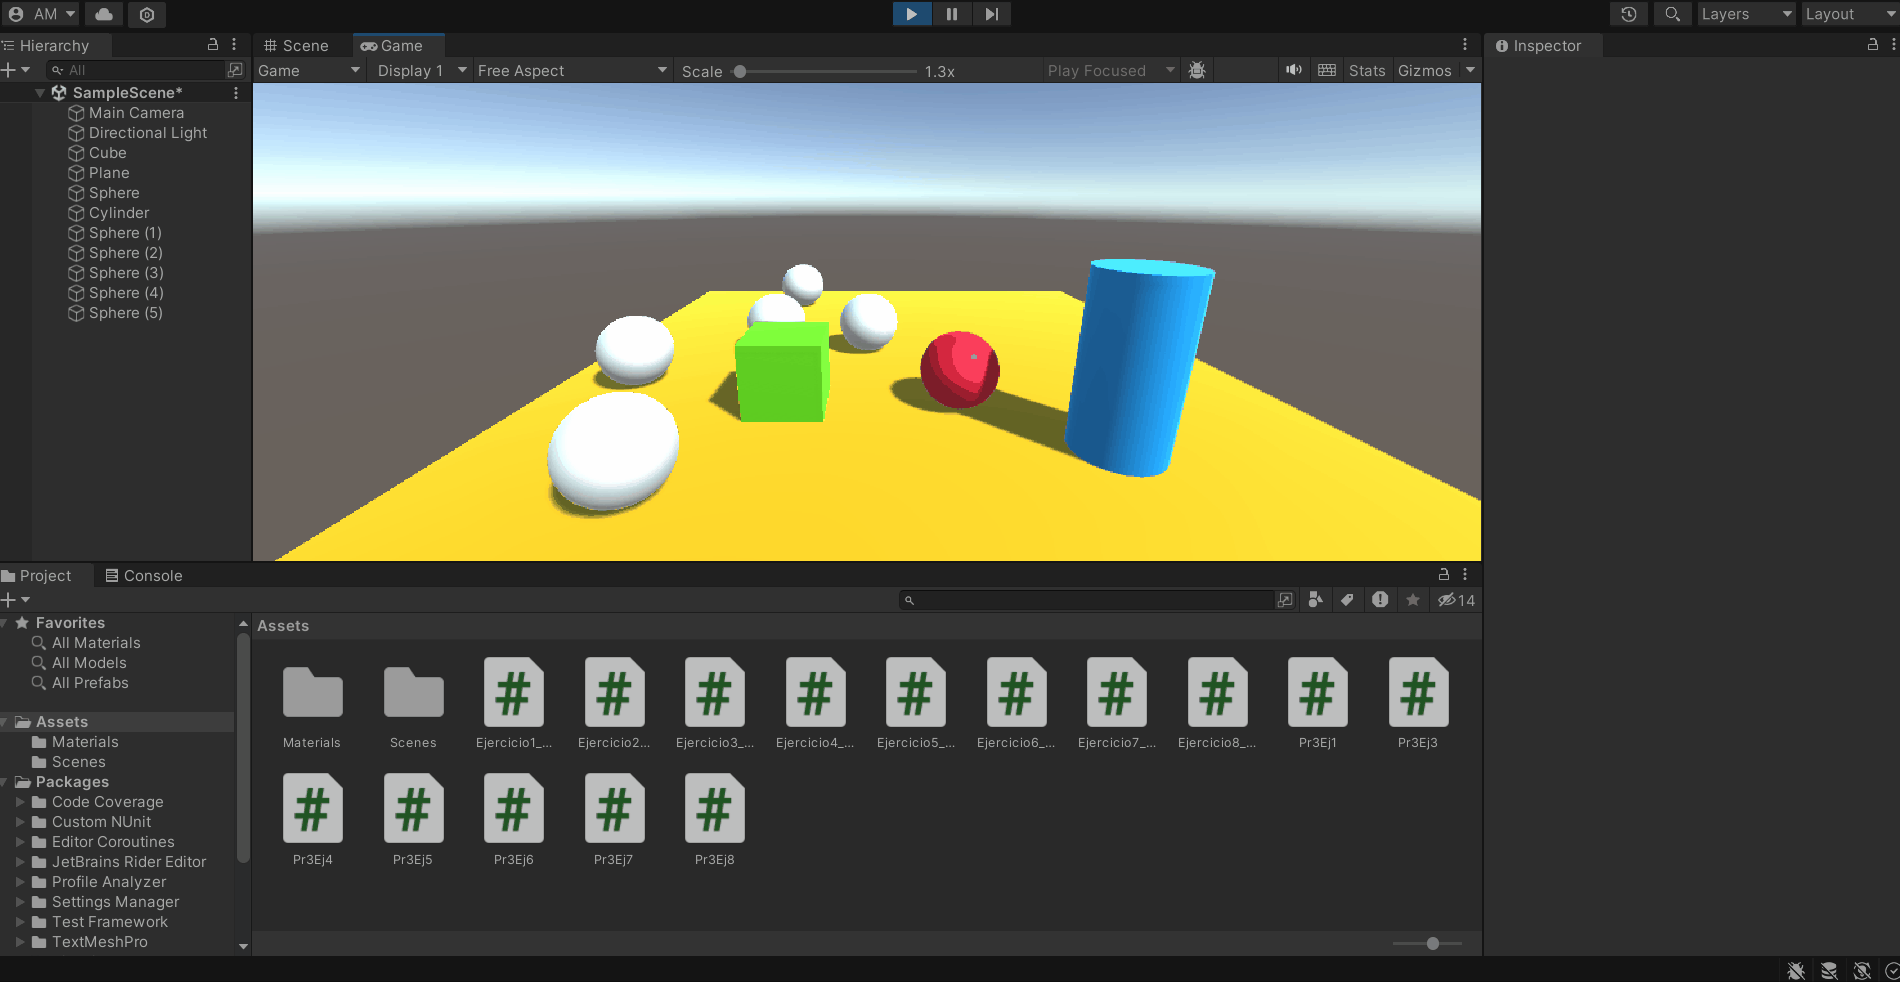 AM
Layers
Layout
Hierarchy
Scene
Game
Inspector
All
Game
Display 1
Free Aspect
Scale
1.3x
Play Focused
Stats
Gizmos
SampleScene*
Main Camera
Directional Light
Cube
Plane
Sphere
Cylinder
Sphere (1)
Sphere (2)
Sphere (3)
Sphere (4)
Sphere (5)
Project
Console
14
Favorites
All Materials
All Models
All Prefabs
Assets
Materials
Scenes
Packages
Code Coverage
Custom NUnit
Editor Coroutines
JetBrains Rider Editor
Profile Analyzer
Settings Manager
Test Framework
TextMeshPro
Assets
Materials
Scenes
Ejercicio1_...
Ejercicio2...
Ejercicio3_...
Ejercicio4_...
Ejercicio5_...
Ejercicio6_...
Ejercicio7_...
Ejercicio8_...
Pr3Ej1
Pr3Ej3
Pr3Ej4
Pr3Ej5
Pr3Ej6
Pr3Ej7
Pr3Ej8